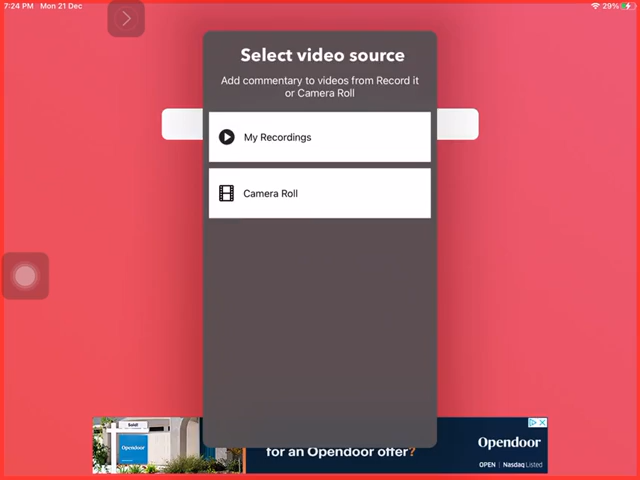 7:24 PM Mon 21 Dec
29%
Select video source
Add commentary to videos from Record it
or Camera Roll
My Recordings
Camera Roll
Sold!
Opendoor
for an Opendoor offer?
Opendoor
OPEN | Nasdaq Listed